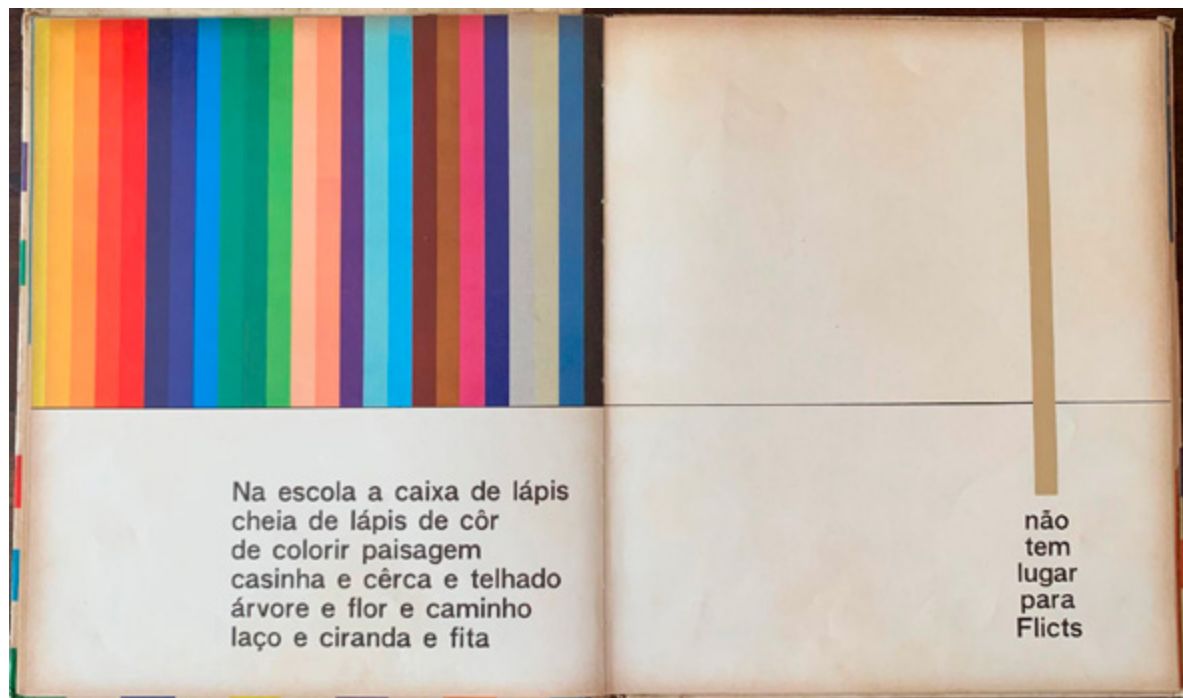 Na escola a caixa de lápis
cheia de lápis de côr
de colorir paisagem
casinha e cêrca e telhado
árvore e flor e caminho
laço e ciranda e fita
não
tem
lugar
para
Flicts